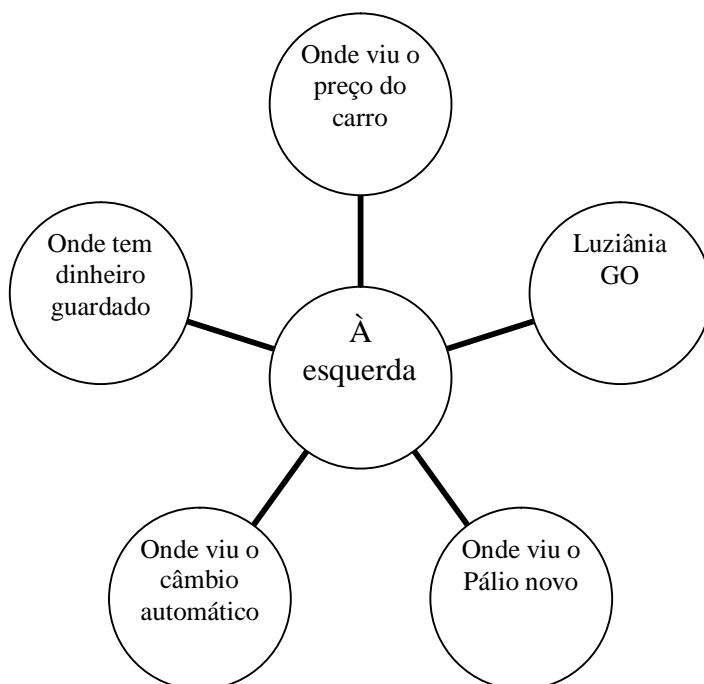 Onde viu o
preço do
carro
Onde tem
dinheiro
guardado
Luziânia
GO
À
esquerda
Onde viu o
câmbio
automático
Onde viu o
Pálio novo